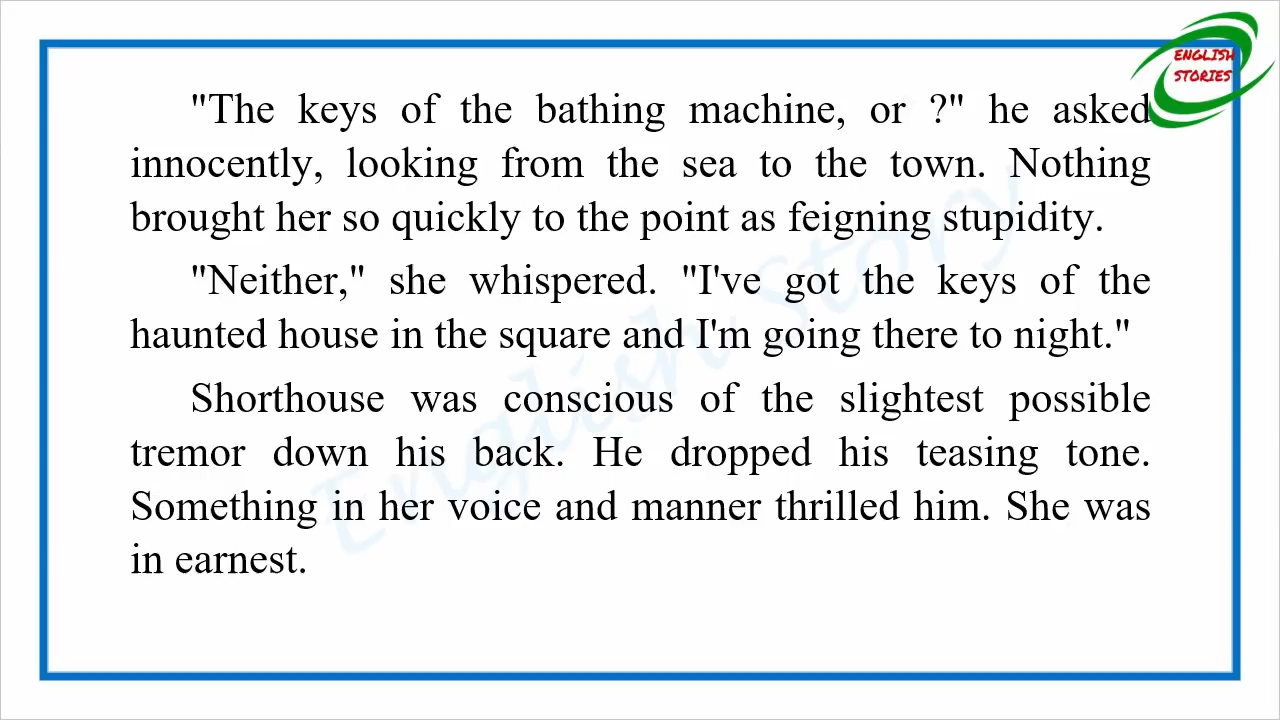 ENGLISH
STORIES
"The keys of the bathing machine, or ?" he asked
innocently, looking from the sea to the town. Nothing
brought her so quickly to the point as feigning stupidity.
"Neither," she whispered. "I've got the keys of the
haunted house in the square and I'm going there to night."
Shorthouse was conscious of the slightest possible
tremor down his back. He dropped his teasing tone.
Something in her voice and manner thrilled him. She was
in earnest.
English Story